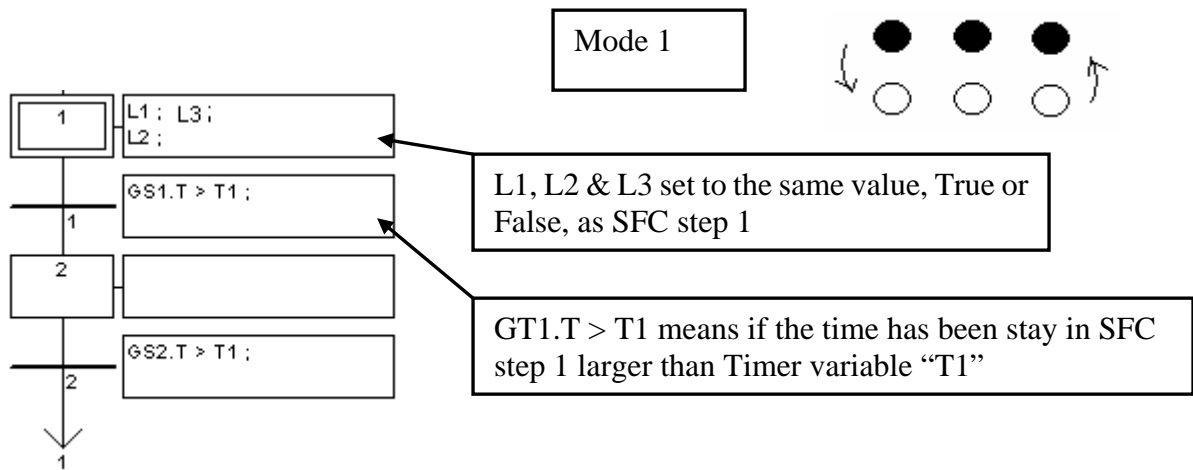 Mode 1
1
L1 ; L3 ;
L2 ;
L1, L2 & L3 set to the same value, True or
False, as SFC step 1
GS1.T > T1 ;
1
2
GT1.T > T1 means if the time has been stay in SFC
step 1 larger than Timer variable “T1”
GS2.T > T1 ;
2
1